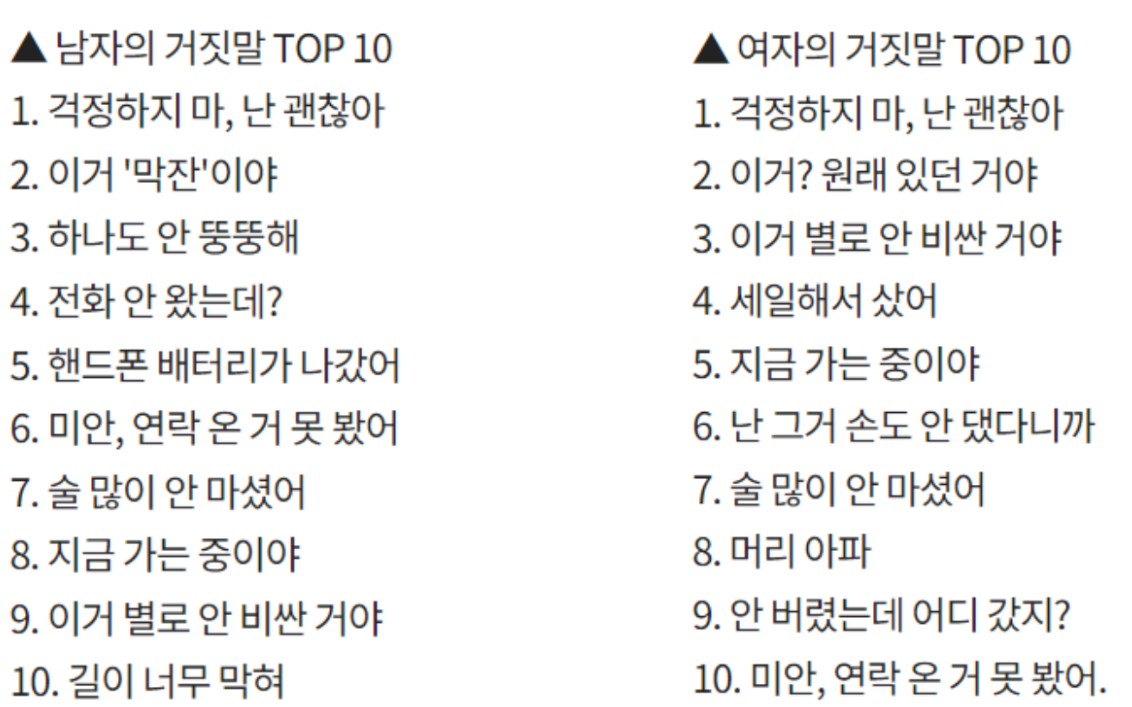 ▲ 남자의 거짓말 TOP 10
1. 걱정하지 마, 난 괜찮아
2. 이거 '막잔'이야
3. 하나도 안 뚱뚱해
4. 전화 안 왔는데?
5. 핸드폰 배터리가 나갔어
6. 미안, 연락 온 거 못 봤어
7. 술 많이 안 마셨어
8. 지금 가는 중이야
9. 이거 별로 안 비싼 거야
10. 길이 너무 막혀
▲ 여자의 거짓말 TOP 10
1. 걱정하지 마, 난 괜찮아
2. 이거? 원래 있던 거야
3. 이거 별로 안 비싼 거야
4. 세일해서 샀어
5. 지금 가는 중이야
6. 난 그거 손도 안 댔다니까
7. 술 많이 안 마셨어
8. 머리 아파
9. 안 버렸는데 어디 갔지?
10. 미안, 연락 온 거 못 봤어.